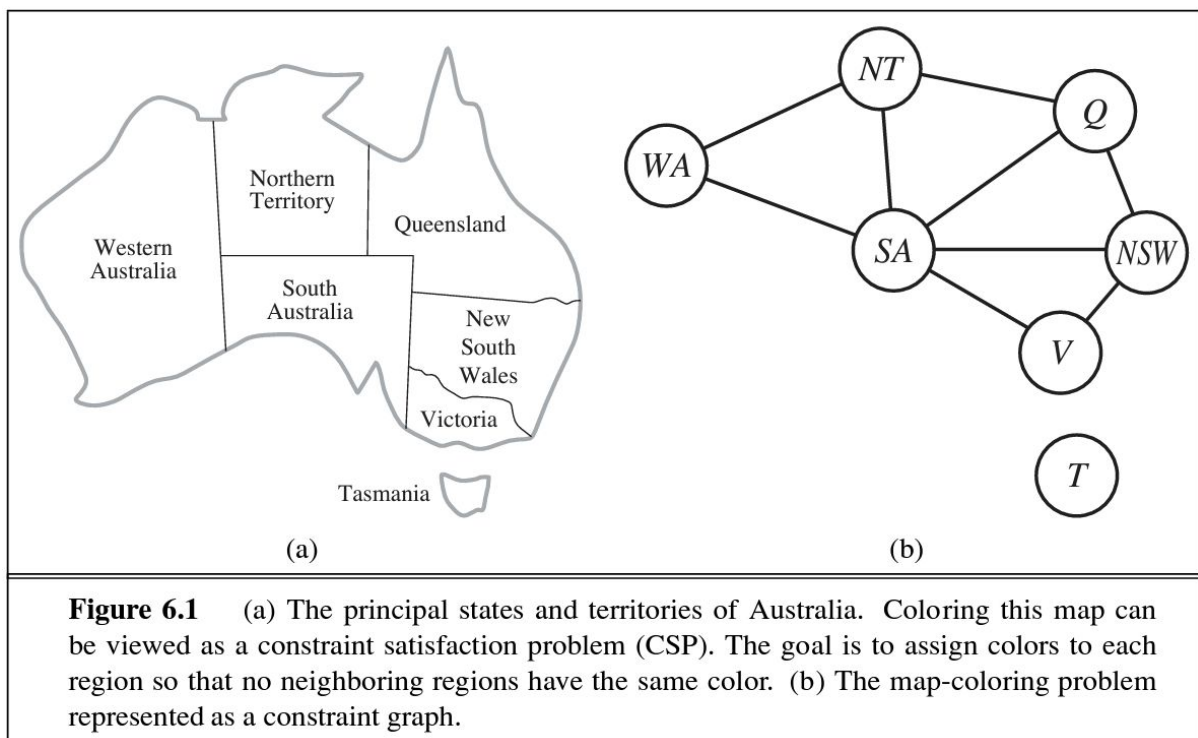 Northern
Territory
Western
Australia
Queensland
South
Australia
New
South
Wales
Victoria
Tasmania
(a)
NT
Q
WA
SA
NSW
V
T
(b)
Figure 6.1 (a) The principal states and territories of Australia. Coloring this map can
be viewed as a constraint satisfaction problem (CSP). The goal is to assign colors to each
region so that no neighboring regions have the same color. (b) The map-coloring problem
represented as a constraint graph.